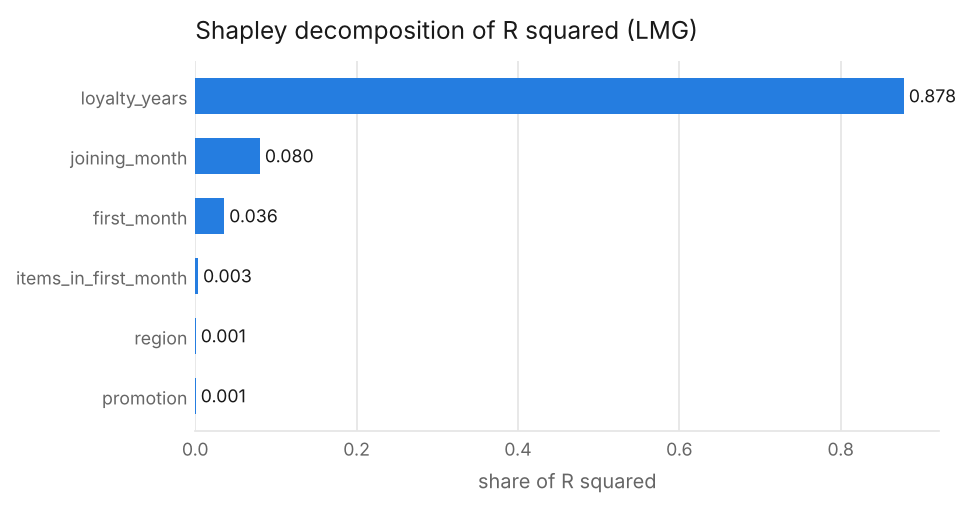 Shapley decomposition of R squared (LMG)
loyalty_years 0.878
joining_month 0.080
first_month 0.036
items_in_first_month 0.003
region 0.001
promotion 0.001
0.0 0.2 0.4 0.6 0.8
share of R squared